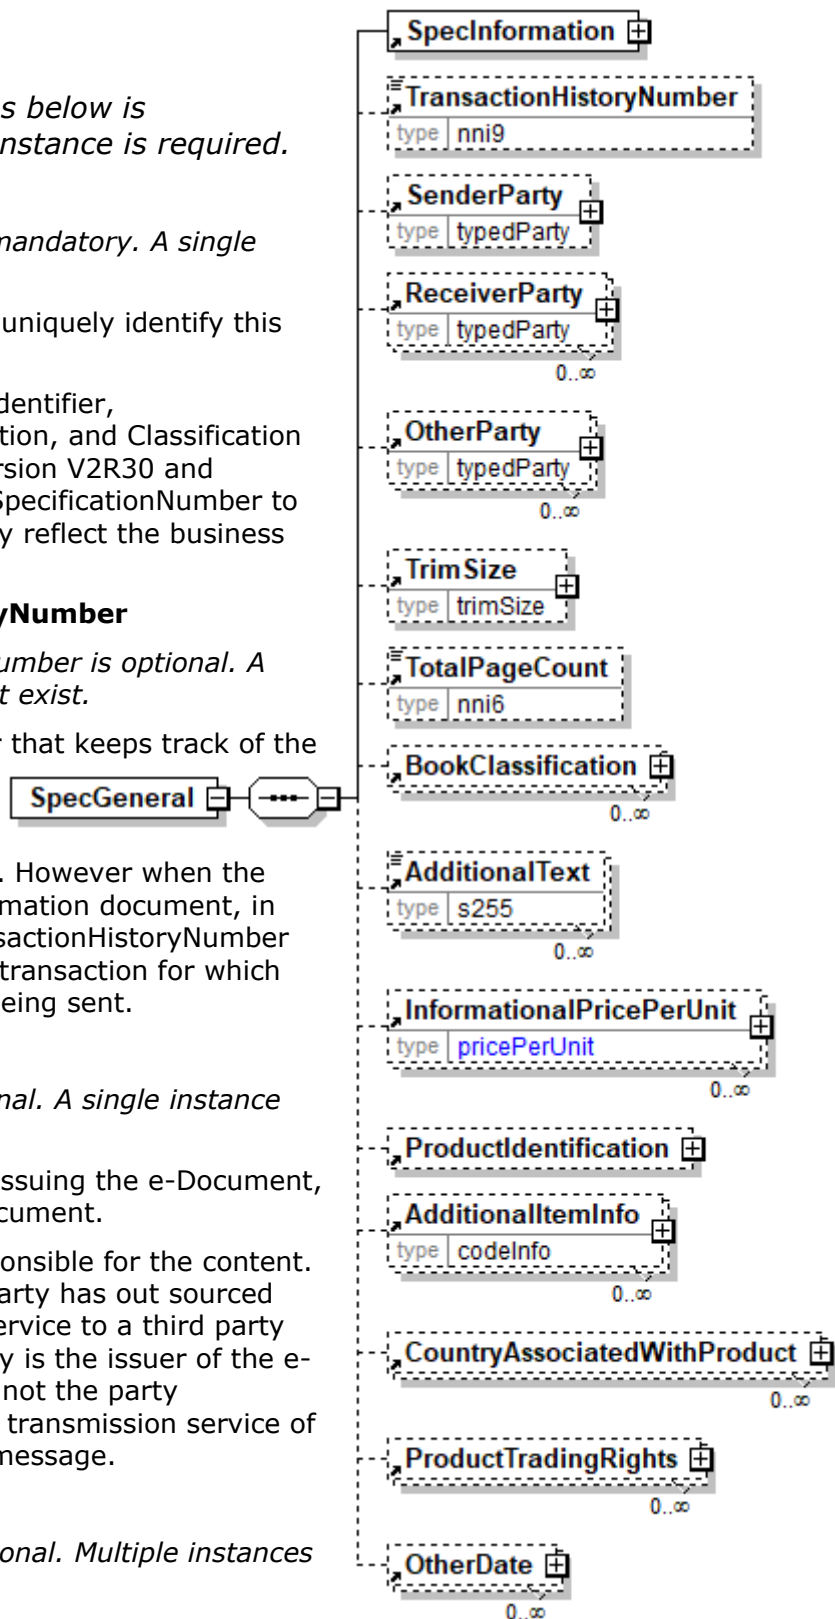 s below is
nstance is required.
mandatory. A single
uniquely identify this
dentifier,
tion, and Classification
rsion V2R30 and
SpecificationNumber to
y reflect the business
yNumber
umber is optional. A
t exist.
r that keeps track of the
. However when the
rmation document, in
nsactionHistoryNumber
transaction for which
eing sent.
nal. A single instance
issuing the e-Document,
cument.
onsible for the content.
arty has out sourced
ervice to a third party
y is the issuer of the e-
not the party
transmission service of
message.
onal. Multiple instances
SpecGeneral
SpecInformation
TransactionHistoryNumber
type nni9
SenderParty
type typedParty
ReceiverParty
type typedParty
0..∞
OtherParty
type typedParty
0..∞
TrimSize
type trimSize
TotalPageCount
type nni6
BookClassification
0..∞
AdditionalText
type s255
0..∞
InformationalPricePerUnit
type pricePerUnit
0..∞
ProductIdentification
AdditionalItemInfo
type codeInfo
0..∞
CountryAssociatedWithProduct
0..∞
ProductTradingRights
0..∞
OtherDate
0..∞